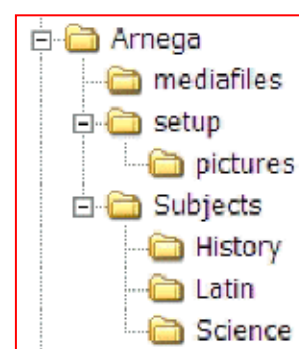 Arnega
mediafiles
setup
pictures
Subjects
History
Latin
Science